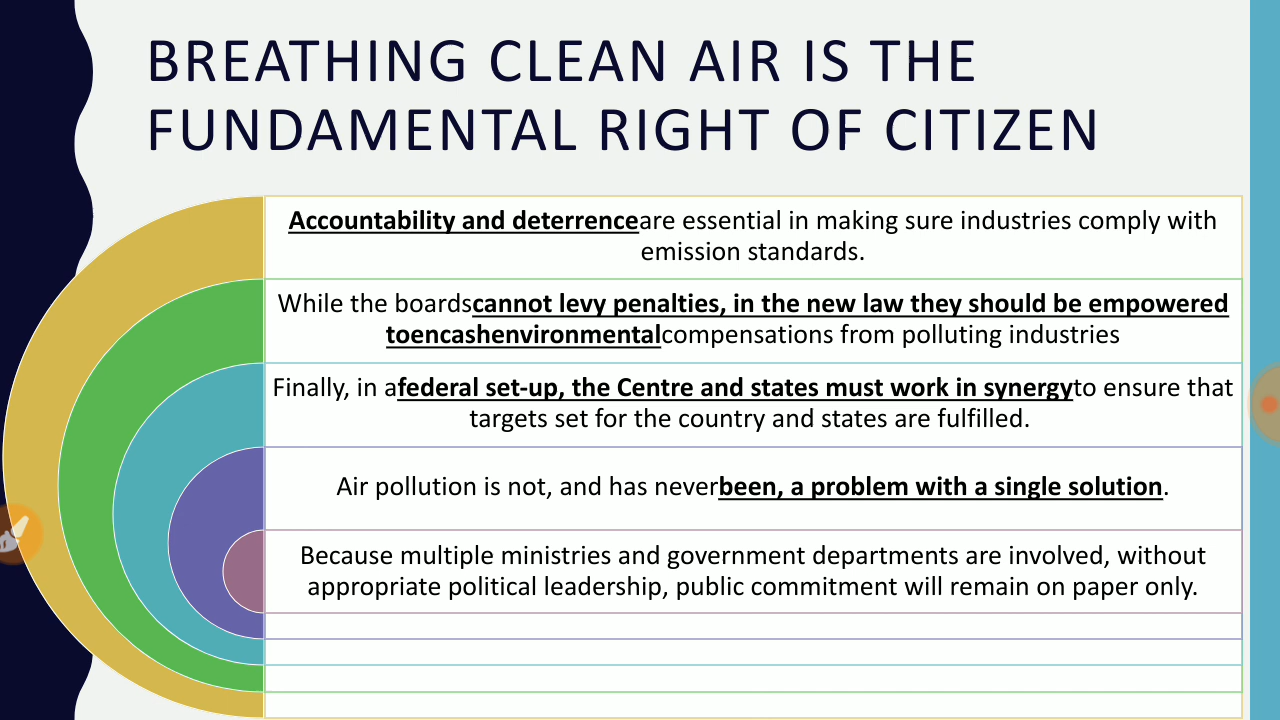 BREATHING CLEAN AIR IS THE
FUNDAMENTAL RIGHT OF CITIZEN
Accountability and deterrenceare essential in making sure industries comply with
emission standards.
While the boardscannot levy penalties, in the new law they should be empowered
toencashenvironmentalcompensations from polluting industries
Finally, in afederal set-up, the Centre and states must work in synergyto ensure that
targets set for the country and states are fulfilled.
Air pollution is not, and has neverbeen, a problem with a single solution.
Because multiple ministries and government departments are involved, without
appropriate political leadership, public commitment will remain on paper only.